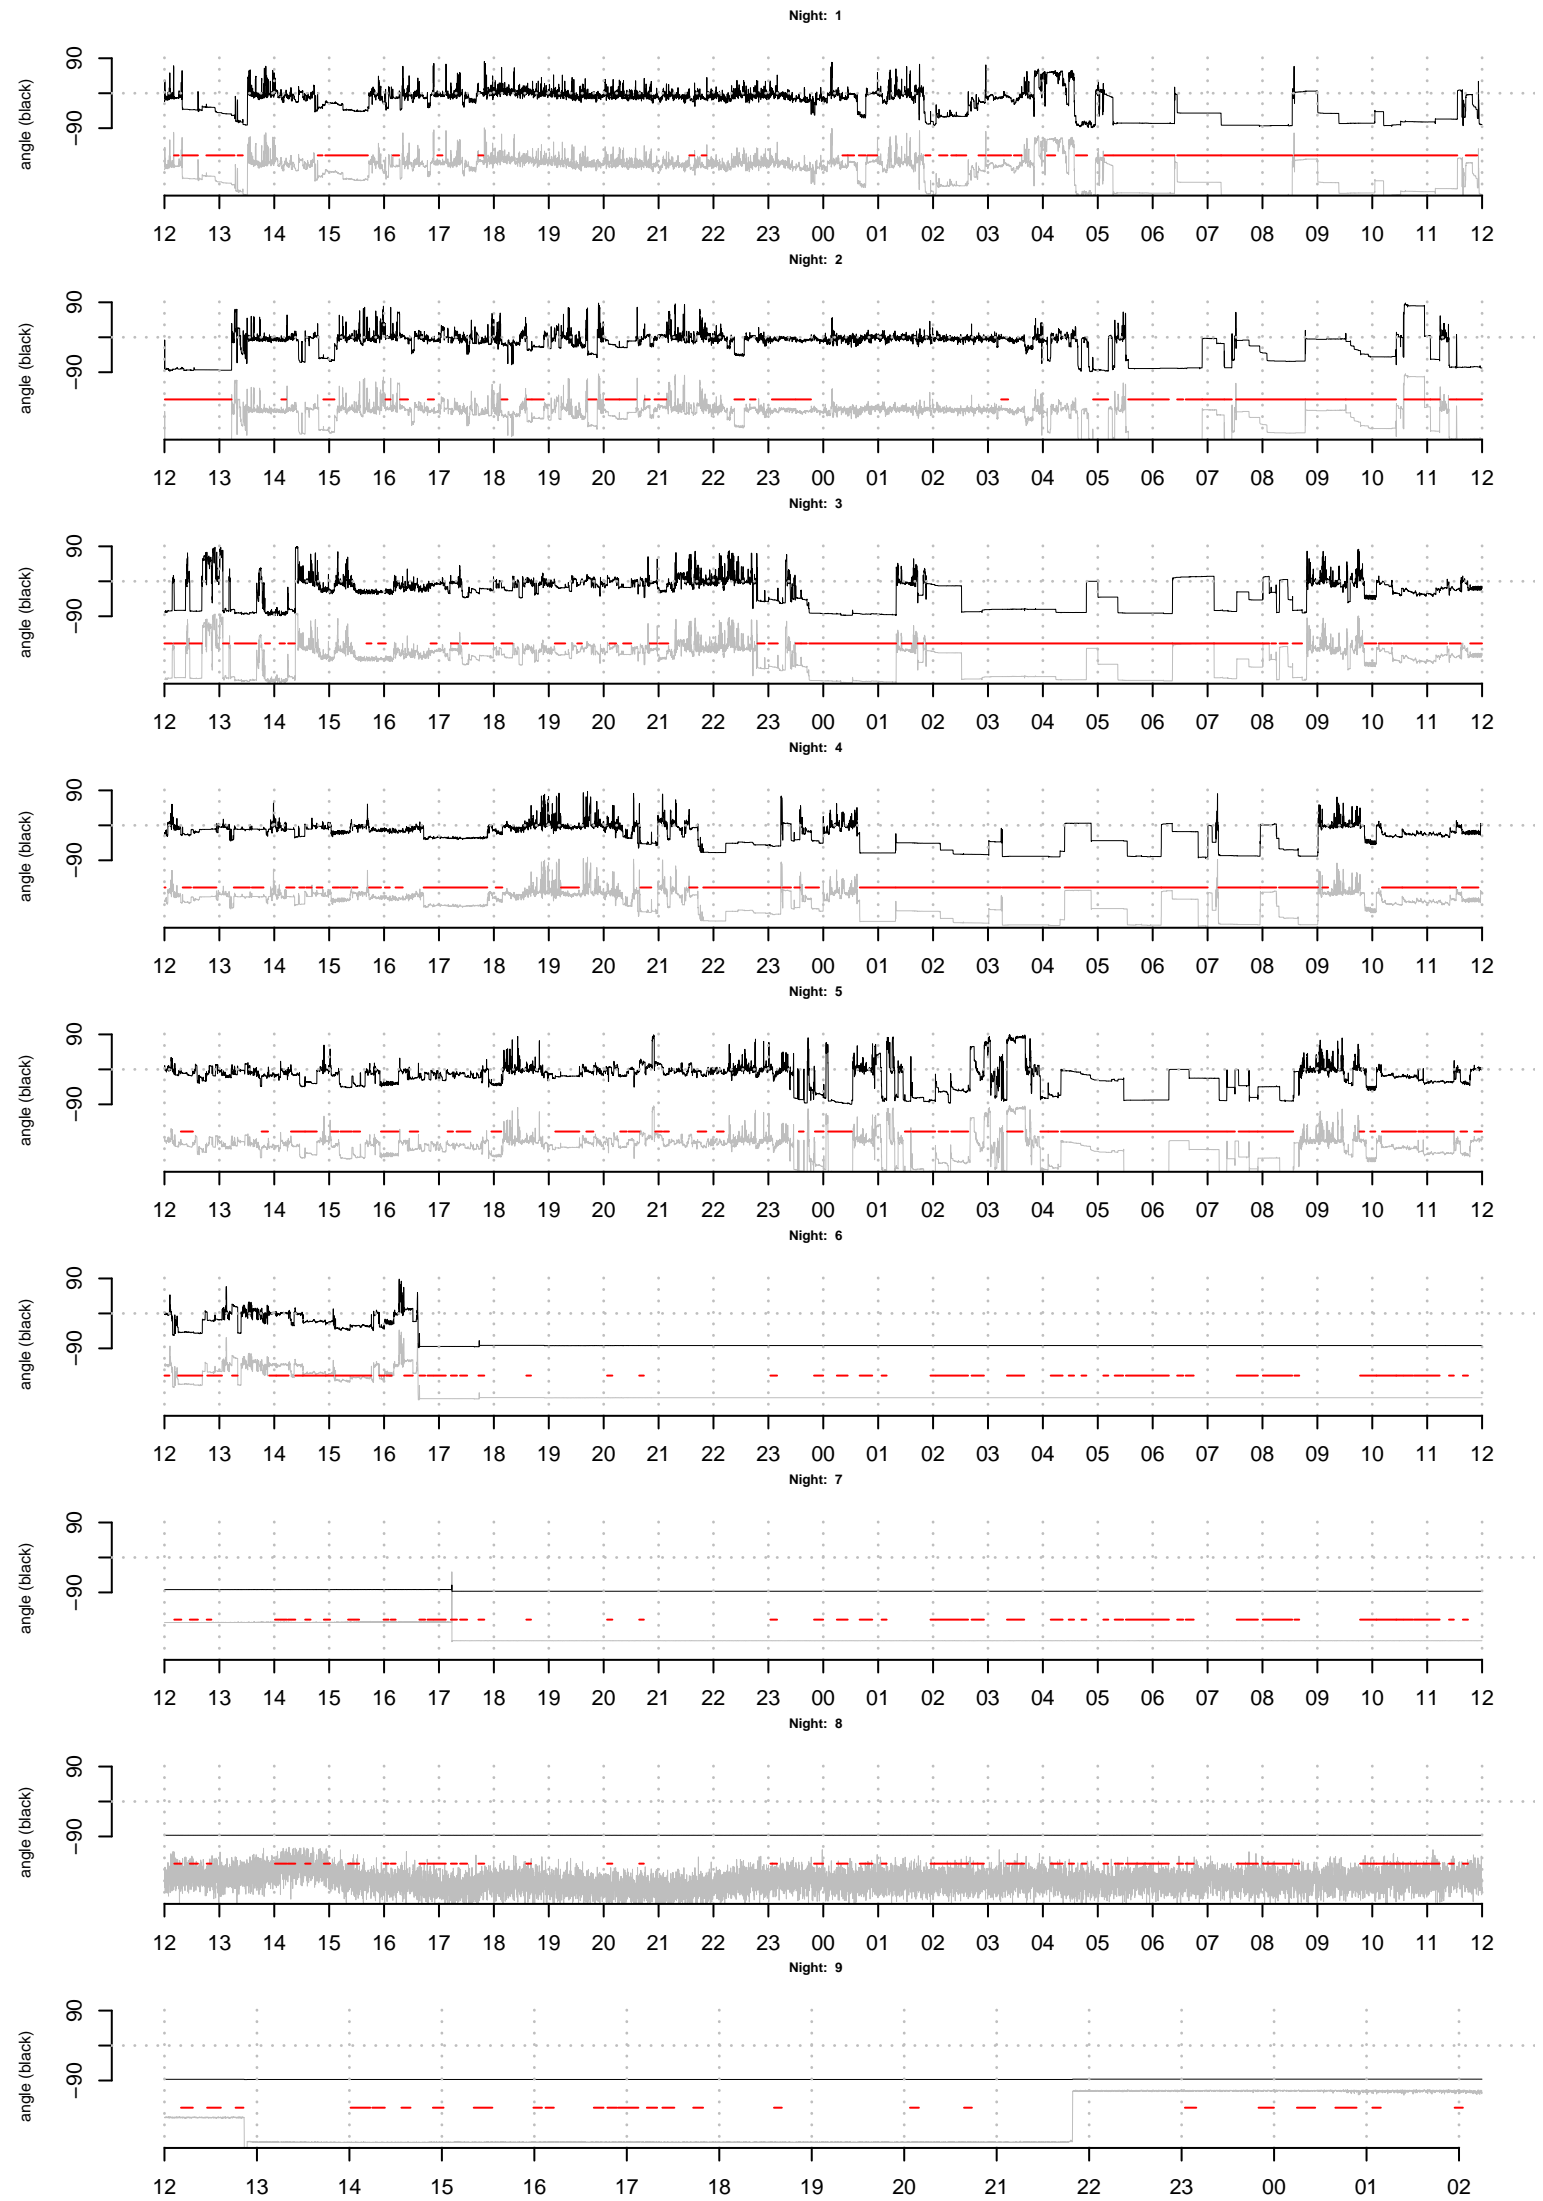 Night: 1
90
-90
angle (black)
12 13 14 15 16 17 18 19 20 21 22 23 00 01 02 03 04 05 06 07 08 09 10 11 12
Night: 2
90
-90
angle (black)
12 13 14 15 16 17 18 19 20 21 22 23 00 01 02 03 04 05 06 07 08 09 10 11 12
Night: 3
90
-90
angle (black)
12 13 14 15 16 17 18 19 20 21 22 23 00 01 02 03 04 05 06 07 08 09 10 11 12
Night: 4
90
-90
angle (black)
12 13 14 15 16 17 18 19 20 21 22 23 00 01 02 03 04 05 06 07 08 09 10 11 12
Night: 5
90
-90
angle (black)
12 13 14 15 16 17 18 19 20 21 22 23 00 01 02 03 04 05 06 07 08 09 10 11 12
Night: 6
90
-90
angle (black)
12 13 14 15 16 17 18 19 20 21 22 23 00 01 02 03 04 05 06 07 08 09 10 11 12
Night: 7
90
-90
angle (black)
12 13 14 15 16 17 18 19 20 21 22 23 00 01 02 03 04 05 06 07 08 09 10 11 12
Night: 8
90
-90
angle (black)
12 13 14 15 16 17 18 19 20 21 22 23 00 01 02 03 04 05 06 07 08 09 10 11 12
Night: 9
90
-90
angle (black)
12 13 14 15 16 17 18 19 20 21 22 23 00 01 02